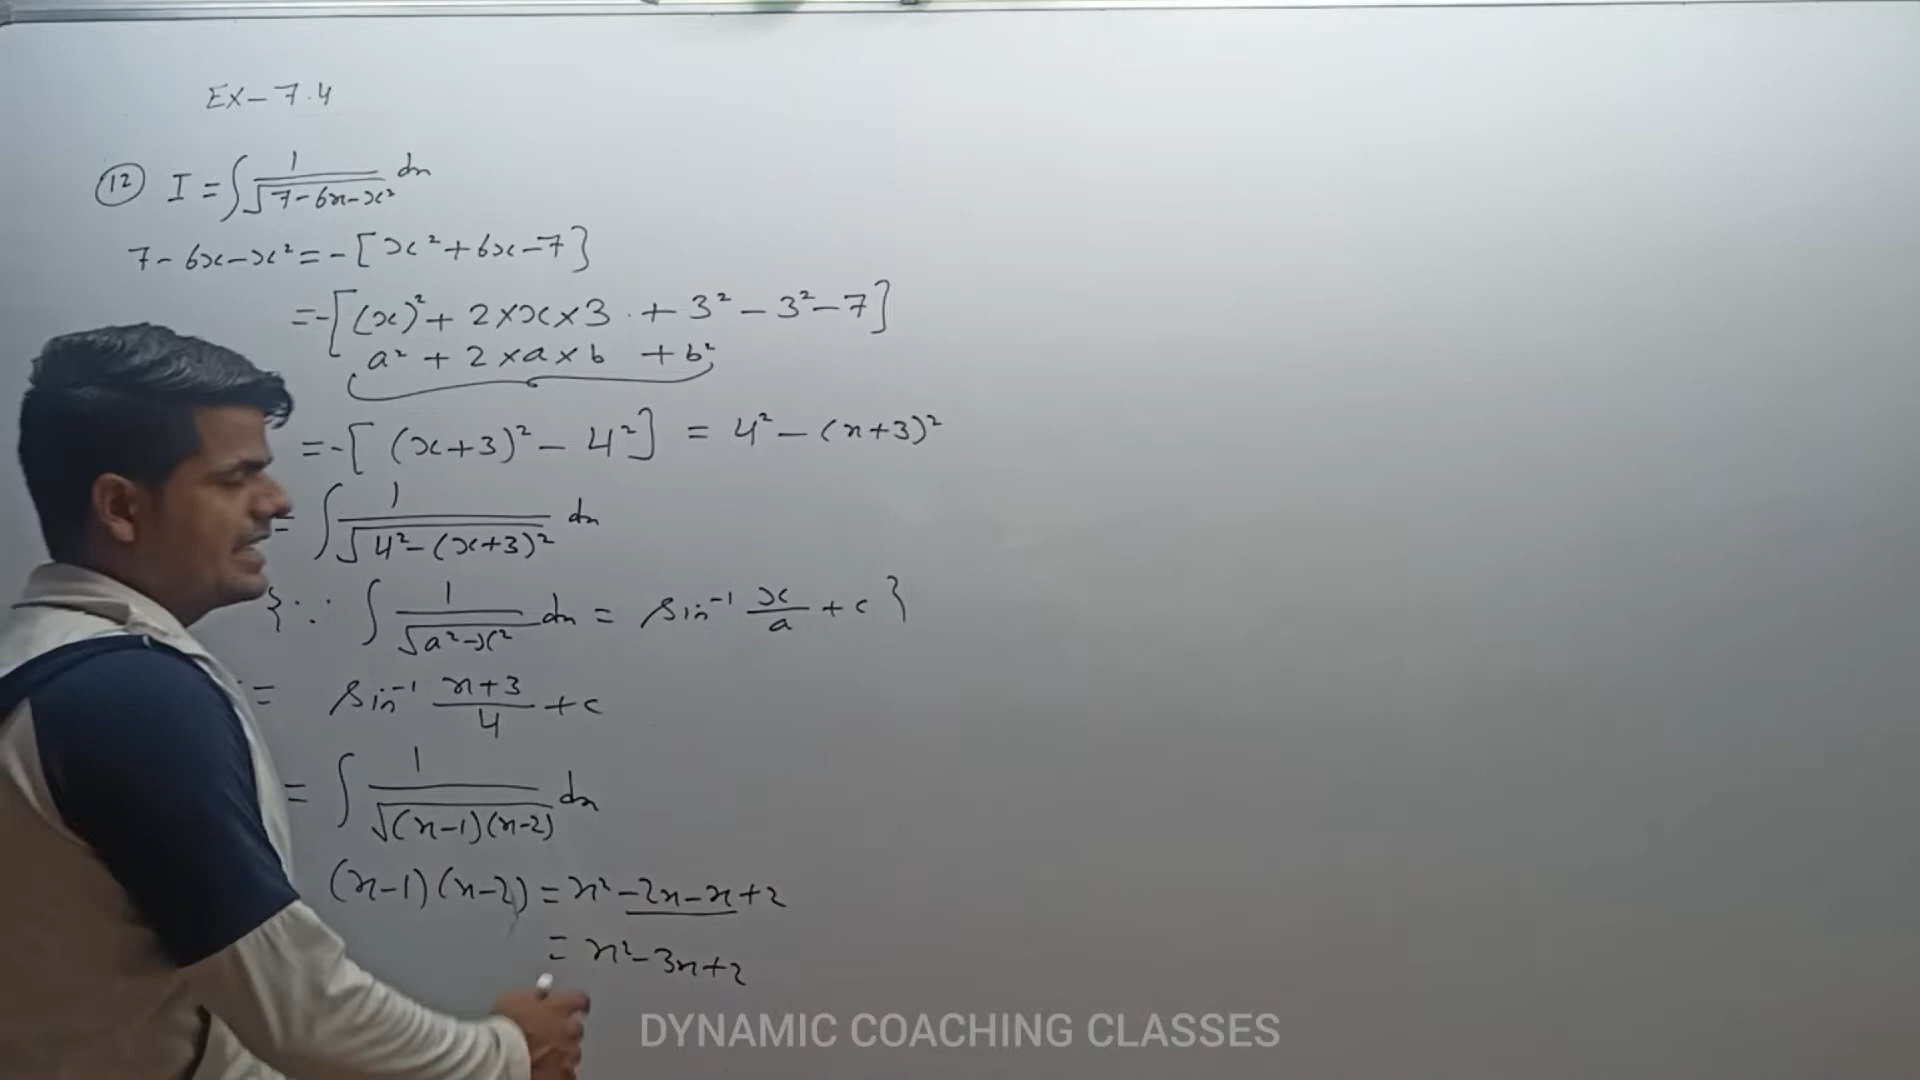 EX-7.4
(12) I = ∫ 1/√(7-6x-x²) dx
7-6x-x² = -[x²+6x-7]
= -[(x)²+2×x×3+3²-3²-7]
a²+2×a×b+b²
= -[(x+3)²-4²] = 4²-(x+3)²
= ∫ 1/√(4²-(x+3)²) dx
{∵ ∫ 1/√(a²-x²) dx = sin⁻¹ x/a + c}
= sin⁻¹ (x+3)/4 + c
= ∫ 1/√((x-1)(x-2)) dx
(x-1)(x-2) = x²-2x-x+2
= x²-3x+2
DYNAMIC COACHING CLASSES